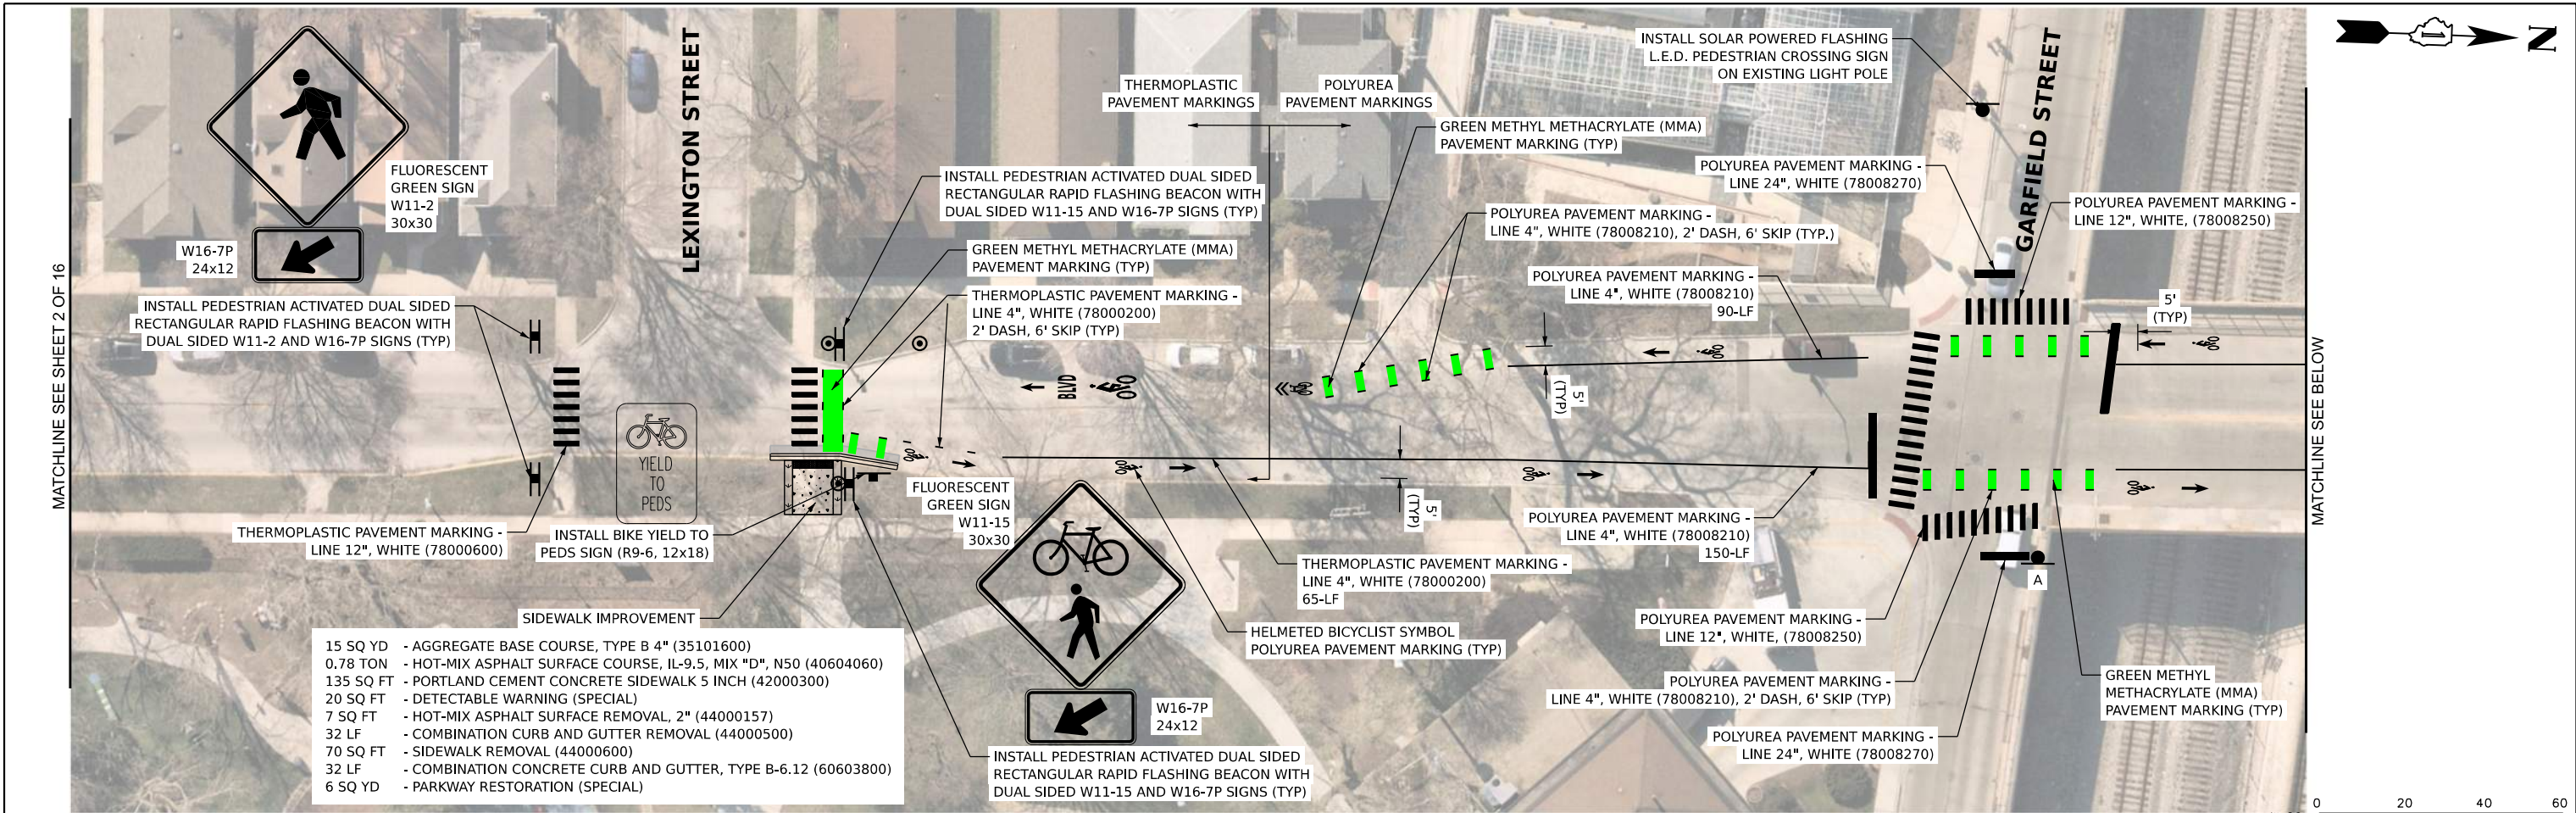 MATCHLINE SEE SHEET 2 OF 16
FLUORESCENT
GREEN SIGN
W11-2
30x30
W16-7P
24x12
LEXINGTON STREET
INSTALL PEDESTRIAN ACTIVATED DUAL SIDED
RECTANGULAR RAPID FLASHING BEACON WITH
DUAL SIDED W11-2 AND W16-7P SIGNS (TYP)
THERMOPLASTIC PAVEMENT MARKING -
LINE 12", WHITE (78000600)
YIELD
TO
PEDS
INSTALL BIKE YIELD TO
PEDS SIGN (R9-6, 12x18)
SIDEWALK IMPROVEMENT
15 SQ YD - AGGREGATE BASE COURSE, TYPE B 4" (35101600)
0.78 TON - HOT-MIX ASPHALT SURFACE COURSE, IL-9.5, MIX "D", N50 (40604060)
135 SQ FT - PORTLAND CEMENT CONCRETE SIDEWALK 5 INCH (42000300)
20 SQ FT - DETECTABLE WARNING (SPECIAL)
7 SQ FT - HOT-MIX ASPHALT SURFACE REMOVAL, 2" (44000157)
32 LF - COMBINATION CURB AND GUTTER REMOVAL (44000500)
70 SQ FT - SIDEWALK REMOVAL (44000600)
32 LF - COMBINATION CONCRETE CURB AND GUTTER, TYPE B-6.12 (60603800)
6 SQ YD - PARKWAY RESTORATION (SPECIAL)
INSTALL PEDESTRIAN ACTIVATED DUAL SIDED
RECTANGULAR RAPID FLASHING BEACON WITH
DUAL SIDED W11-15 AND W16-7P SIGNS (TYP)
GREEN METHYL METHACRYLATE (MMA)
PAVEMENT MARKING (TYP)
THERMOPLASTIC PAVEMENT MARKING -
LINE 4", WHITE (78000200)
2' DASH, 6' SKIP (TYP)
BLVD
FLUORESCENT
GREEN SIGN
W11-15
30x30
W16-7P
24x12
INSTALL PEDESTRIAN ACTIVATED DUAL SIDED
RECTANGULAR RAPID FLASHING BEACON WITH
DUAL SIDED W11-15 AND W16-7P SIGNS (TYP)
THERMOPLASTIC
PAVEMENT MARKINGS
POLYUREA
PAVEMENT MARKINGS
GREEN METHYL METHACRYLATE (MMA)
PAVEMENT MARKING (TYP)
POLYUREA PAVEMENT MARKING -
LINE 4", WHITE (78008210), 2' DASH, 6' SKIP (TYP.)
POLYUREA PAVEMENT MARKING -
LINE 4", WHITE (78008210)
90-LF
5'
(TYP)
5'
(TYP)
THERMOPLASTIC PAVEMENT MARKING -
LINE 4", WHITE (78000200)
65-LF
HELMETED BICYCLIST SYMBOL
POLYUREA PAVEMENT MARKING (TYP)
POLYUREA PAVEMENT MARKING -
LINE 4", WHITE (78008210)
150-LF
INSTALL SOLAR POWERED FLASHING
L.E.D. PEDESTRIAN CROSSING SIGN
ON EXISTING LIGHT POLE
GARFIELD STREET
POLYUREA PAVEMENT MARKING -
LINE 24", WHITE (78008270)
POLYUREA PAVEMENT MARKING -
LINE 12", WHITE, (78008250)
5'
(TYP)
A
POLYUREA PAVEMENT MARKING -
LINE 12", WHITE, (78008250)
POLYUREA PAVEMENT MARKING -
LINE 4", WHITE (78008210), 2' DASH, 6' SKIP (TYP)
POLYUREA PAVEMENT MARKING -
LINE 24", WHITE (78008270)
GREEN METHYL
METHACRYLATE (MMA)
PAVEMENT MARKING (TYP)
MATCHLINE SEE BELOW
N
0 20 40 60